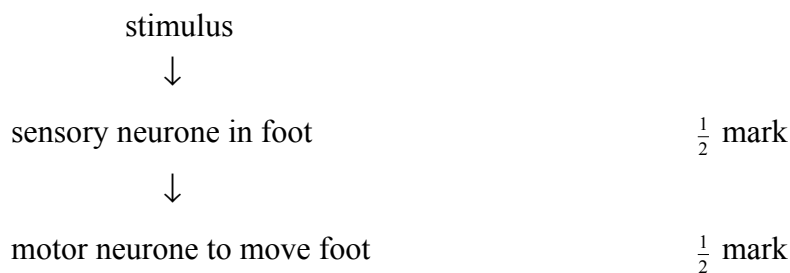 stimulus
↓
sensory neurone in foot ½ mark
↓
motor neurone to move foot ½ mark